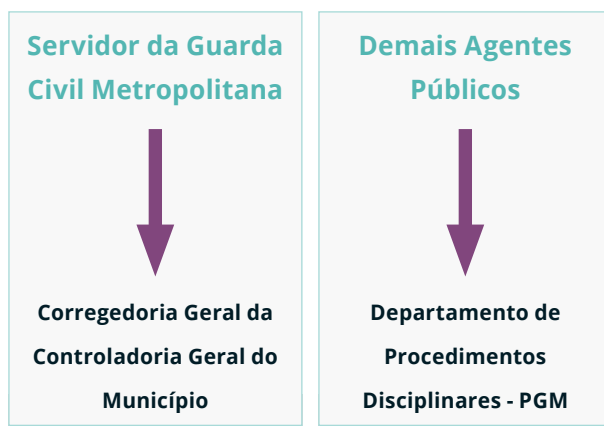 Servidor da Guarda
Civil Metropolitana
Corregedoria Geral da
Controladoria Geral do
Município
Demais Agentes
Públicos
Departamento de
Procedimentos
Disciplinares - PGM